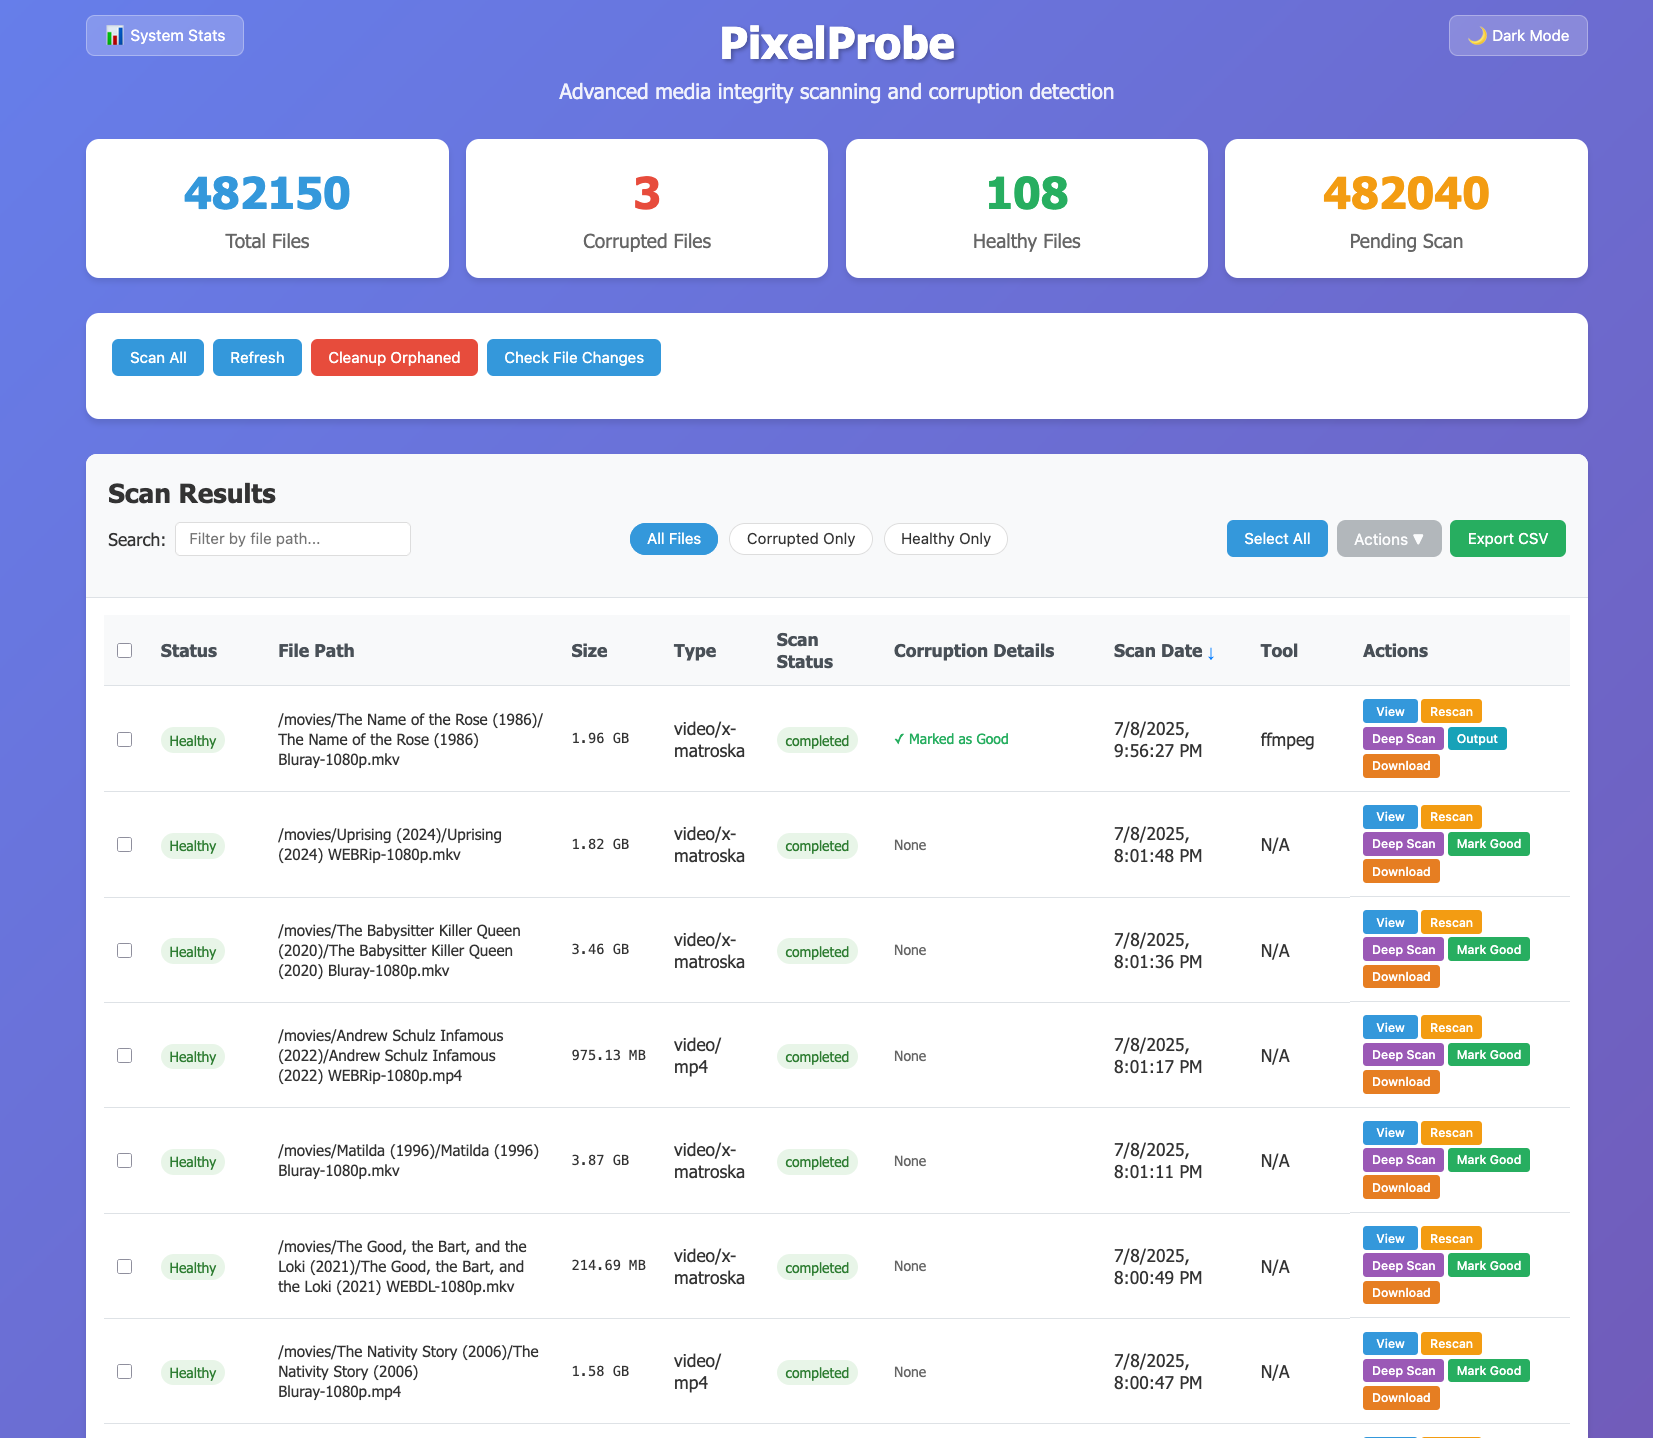 📊 System Stats
PixelProbe
🌙 Dark Mode
Advanced media integrity scanning and corruption detection
482150
Total Files
3
Corrupted Files
108
Healthy Files
482040
Pending Scan
Scan All
Refresh
Cleanup Orphaned
Check File Changes
Scan Results
Search:
Filter by file path...
All Files
Corrupted Only
Healthy Only
Select All
Actions ▼
Export CSV
Status
File Path
Size
Type
Scan
Status
Corruption Details
Scan Date ↓
Tool
Actions
Healthy
/movies/The Name of the Rose (1986)/
The Name of the Rose (1986)
Bluray-1080p.mkv
1.96 GB
video/x-
matroska
completed
✓ Marked as Good
7/8/2025,
9:56:27 PM
ffmpeg
View
Rescan
Deep Scan
Output
Download
Healthy
/movies/Uprising (2024)/Uprising
(2024) WEBRip-1080p.mkv
1.82 GB
video/x-
matroska
completed
None
7/8/2025,
8:01:48 PM
N/A
View
Rescan
Deep Scan
Mark Good
Download
Healthy
/movies/The Babysitter Killer Queen
(2020)/The Babysitter Killer Queen
(2020) Bluray-1080p.mkv
3.46 GB
video/x-
matroska
completed
None
7/8/2025,
8:01:36 PM
N/A
View
Rescan
Deep Scan
Mark Good
Download
Healthy
/movies/Andrew Schulz Infamous
(2022)/Andrew Schulz Infamous
(2022) WEBRip-1080p.mp4
975.13 MB
video/
mp4
completed
None
7/8/2025,
8:01:17 PM
N/A
View
Rescan
Deep Scan
Mark Good
Download
Healthy
/movies/Matilda (1996)/Matilda (1996)
Bluray-1080p.mkv
3.87 GB
video/x-
matroska
completed
None
7/8/2025,
8:01:11 PM
N/A
View
Rescan
Deep Scan
Mark Good
Download
Healthy
/movies/The Good, the Bart, and the
Loki (2021)/The Good, the Bart, and
the Loki (2021) WEBDL-1080p.mkv
214.69 MB
video/x-
matroska
completed
None
7/8/2025,
8:00:49 PM
N/A
View
Rescan
Deep Scan
Mark Good
Download
Healthy
/movies/The Nativity Story (2006)/The
Nativity Story (2006)
Bluray-1080p.mp4
1.58 GB
video/
mp4
completed
None
7/8/2025,
8:00:47 PM
N/A
View
Rescan
Deep Scan
Mark Good
Download